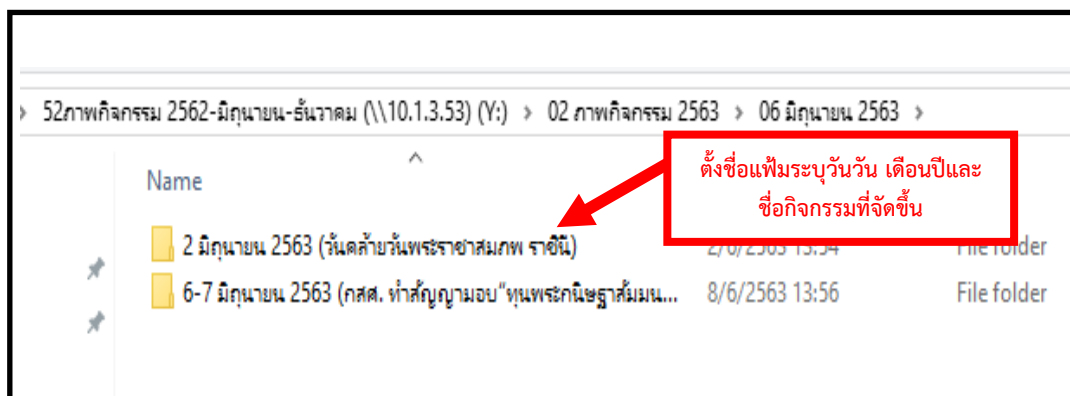 › 52ภาพกิจกรรม 2562-มิถุนายน-ธันวาคม (\\10.1.3.53) (Y:) › 02 ภาพกิจกรรม 2563 › 06 มิถุนายน 2563 ›
ตั้งชื่อแฟ้มระบุวันวัน เดือนปีและ
ชื่อกิจกรรมที่จัดขึ้น
Name
2 มิถุนายน 2563 (วันคล้ายวันพระราชาสมภพ ราชินี) 2/6/2563 13:54 File folder
6-7 มิถุนายน 2563 (กสศ. ทำสัญญามอบ"ทุนพระกนิษฐาสัมมน... 8/6/2563 13:56 File folder